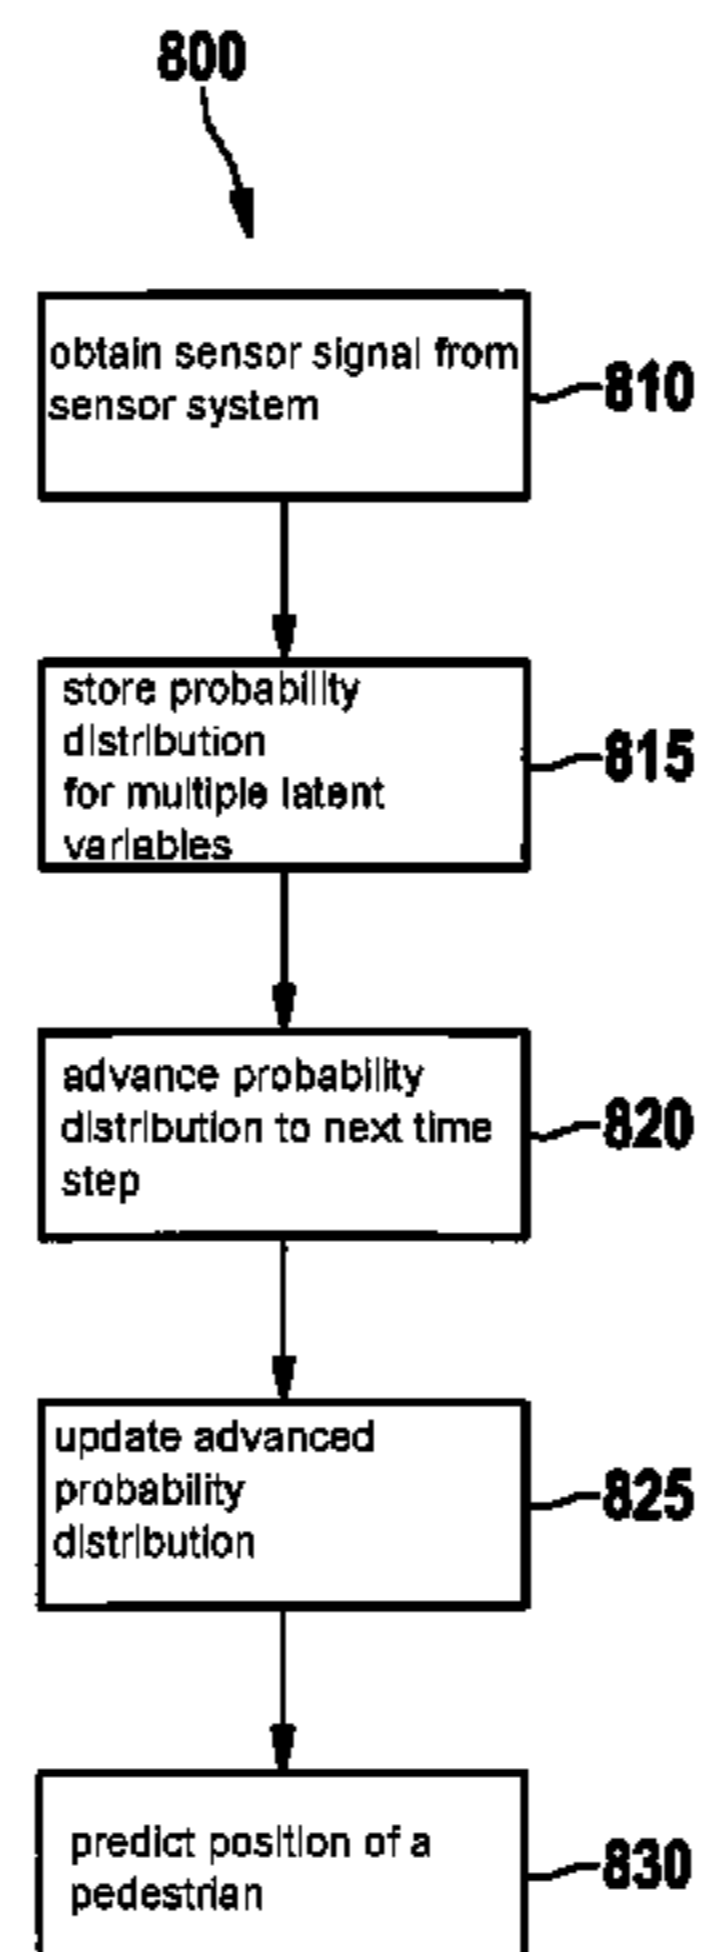 800
obtain sensor signal from
sensor system
810
store probability
distribution
for multiple latent
variables
815
advance probability
distribution to next time
step
820
update advanced
probability
distribution
825
predict position of a
pedestrian
830